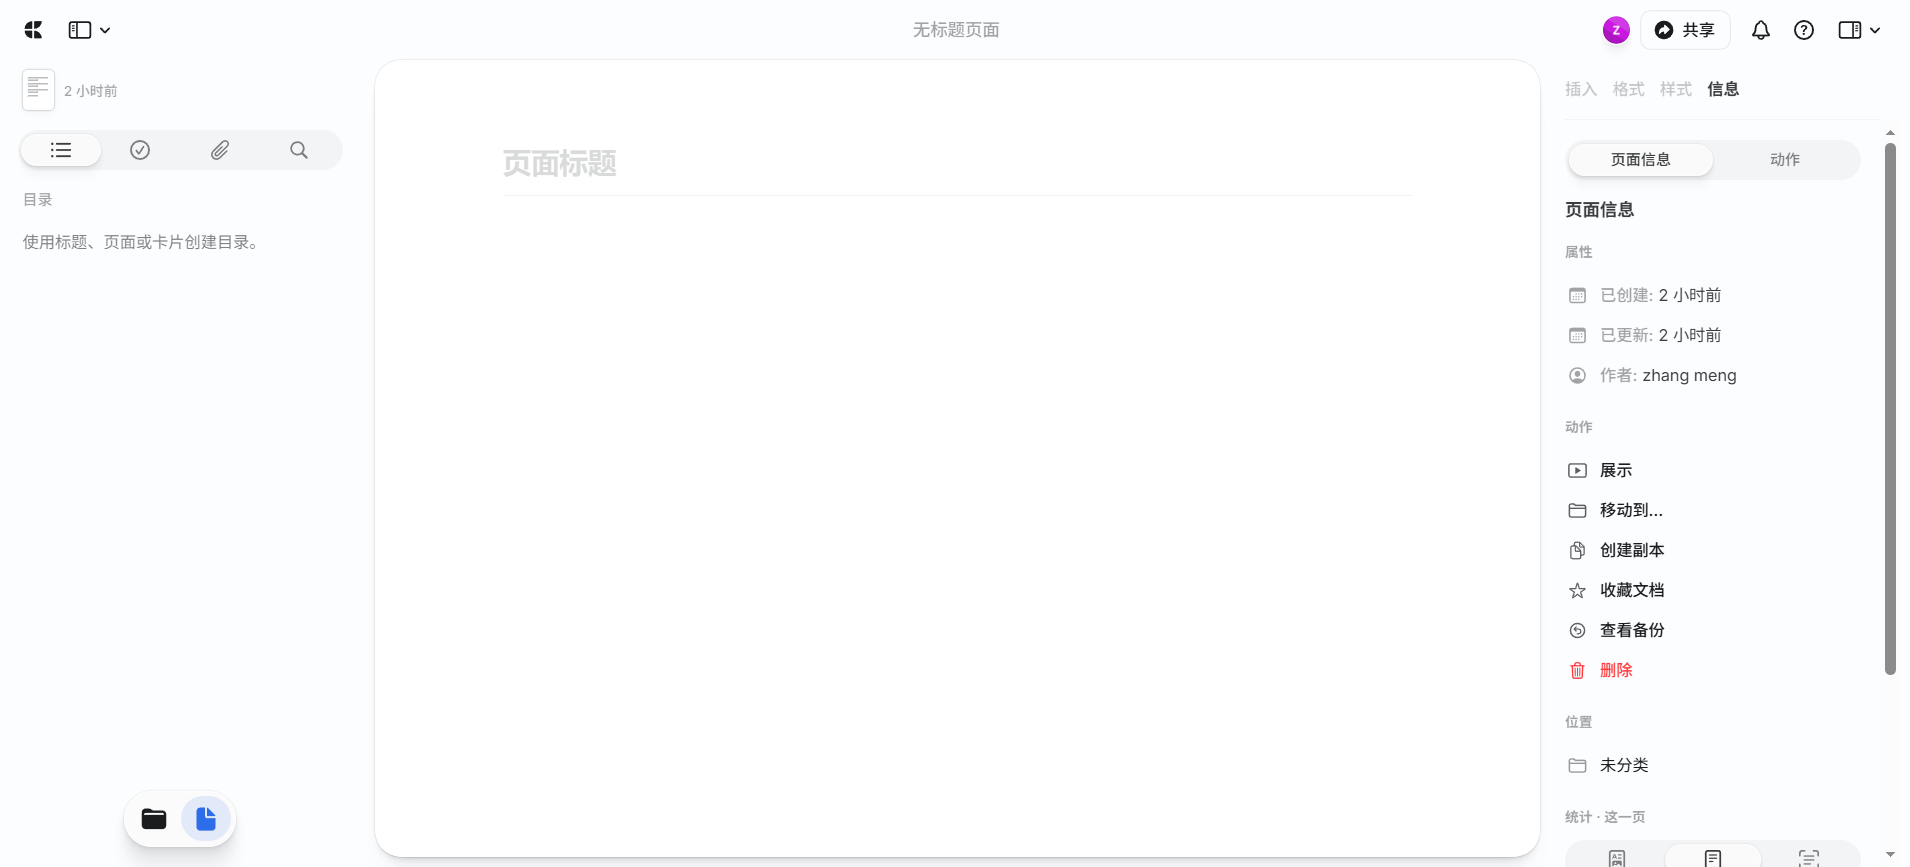 无标题页面
Z
共享
2 小时前
目录
使用标题、页面或卡片创建目录。
页面标题
插入 格式 样式 信息
页面信息 动作
页面信息
属性
已创建: 2 小时前
已更新: 2 小时前
作者: zhang meng
动作
展示
移动到...
创建副本
收藏文档
查看备份
删除
位置
未分类
统计 · 这一页